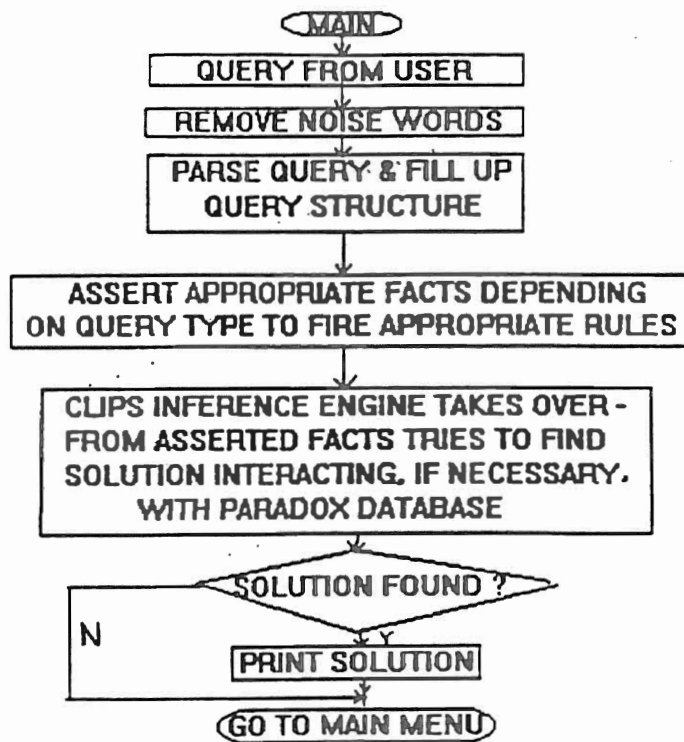 MAIN
QUERY FROM USER
REMOVE NOISE WORDS
PARSE QUERY & FILL UP
QUERY STRUCTURE
ASSERT APPROPRIATE FACTS DEPENDING
ON QUERY TYPE TO FIRE APPROPRIATE RULES
CLIPS INFERENCE ENGINE TAKES OVER -
FROM ASSERTED FACTS TRIES TO FIND
SOLUTION INTERACTING, IF NECESSARY,
WITH PARADOX DATABASE
SOLUTION FOUND ?
N
Y
PRINT SOLUTION
GO TO MAIN MENU